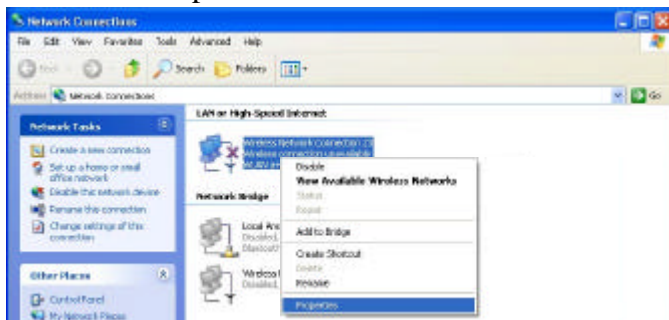 Network Connections
File Edit View Favorites Tools Advanced Help
Back Search Folders
Address Network Connections Go
LAN or High-Speed Internet
Network Tasks
Create a new connection
Set up a home or small
office network
Disable this network device
Rename this connection
Change settings of this
connection
Wireless Network Connection
Wireless connection unavailable
Disable
View Available Wireless Networks
Status
Repair
Add to Bridge
Create Shortcut
Delete
Rename
Properties
Network Bridge
Local Are
Disabled,
Bluetooth
Wireless
Disabled,
Other Places
Control Panel
My Network Places